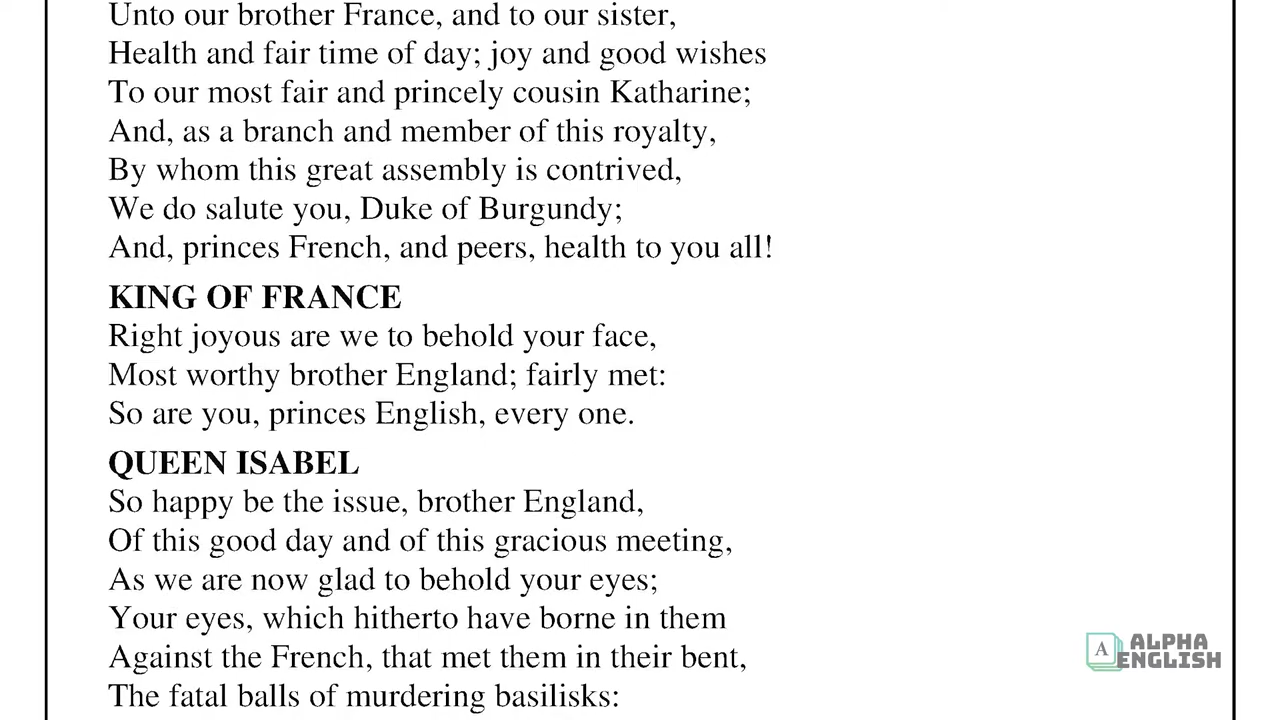 Unto our brother France, and to our sister,
Health and fair time of day; joy and good wishes
To our most fair and princely cousin Katharine;
And, as a branch and member of this royalty,
By whom this great assembly is contrived,
We do salute you, Duke of Burgundy;
And, princes French, and peers, health to you all!
KING OF FRANCE
Right joyous are we to behold your face,
Most worthy brother England; fairly met:
So are you, princes English, every one.
QUEEN ISABEL
So happy be the issue, brother England,
Of this good day and of this gracious meeting,
As we are now glad to behold your eyes;
Your eyes, which hitherto have borne in them
Against the French, that met them in their bent,
The fatal balls of murdering basilisks:
A ALPHA
ENGLISH